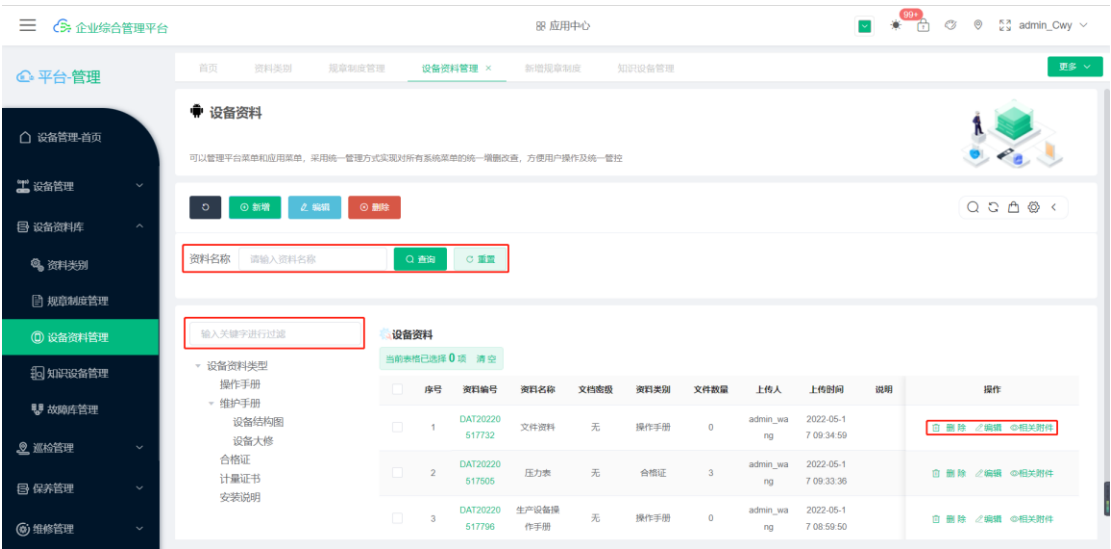 企业综合管理平台
应用中心
99+
admin_Cwy
平台-管理
首页 资料类别 规章制度管理 设备资料管理 × 新增规章制度 知识设备管理 更多
设备资料
可以管理平台菜单和应用菜单，采用统一管理方式实现对所有系统菜单的统一增删改查，方便用户操作及统一管控
设备管理-首页
设备管理
设备资料库
资料类别
规章制度管理
设备资料管理
知识设备管理
故障库管理
巡检管理
保养管理
维修管理
新增 编辑 删除
资料名称 请输入资料名称 查询 重置
输入关键字进行过滤
设备资料类型
操作手册
维护手册
设备结构图
设备大修
合格证
计量证书
安装说明
设备资料
当前表格已选择 0 项 清空
序号 资料编号 资料名称 文档密级 资料类别 文件数量 上传人 上传时间 说明 操作
1 DAT20220 文件资料 无 操作手册 0 admin_wa 2022-05-1 删除 编辑 相关附件
517732 ng 7 09:34:59
2 DAT20220 压力表 无 合格证 3 admin_wa 2022-05-1 删除 编辑 相关附件
517505 ng 7 09:33:36
3 DAT20220 生产设备操 无 操作手册 0 admin_wa 2022-05-1 删除 编辑 相关附件
517796 作手册 ng 7 08:59:50